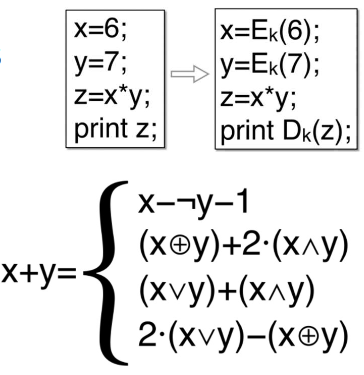 x=6;
y=7;
z=x*y;
print z;
x=Eₖ(6);
y=Eₖ(7);
z=x*y;
print Dₖ(z);
x+y=
x−¬y−1
(x⊕y)+2·(x∧y)
(x∨y)+(x∧y)
2·(x∨y)−(x⊕y)